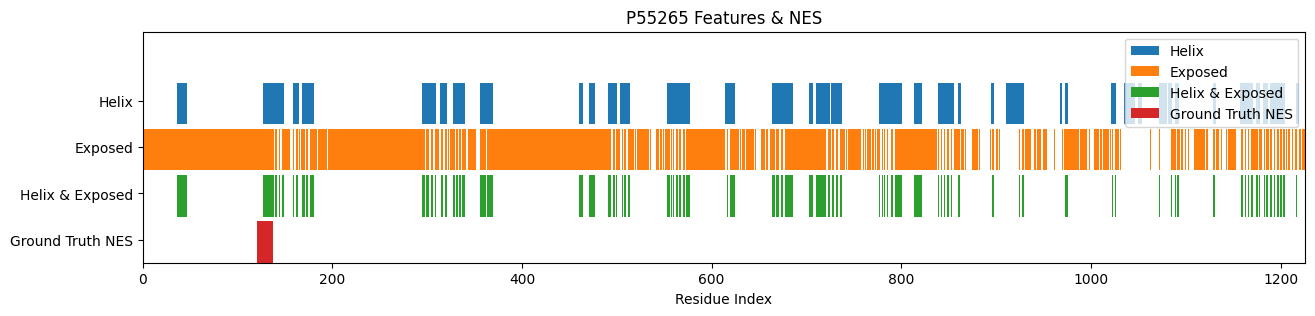 P55265 Features & NES
Helix
Exposed
Helix & Exposed
Ground Truth NES
Helix
Exposed
Helix & Exposed
Ground Truth NES
0 200 400 600 800 1000 1200
Residue Index